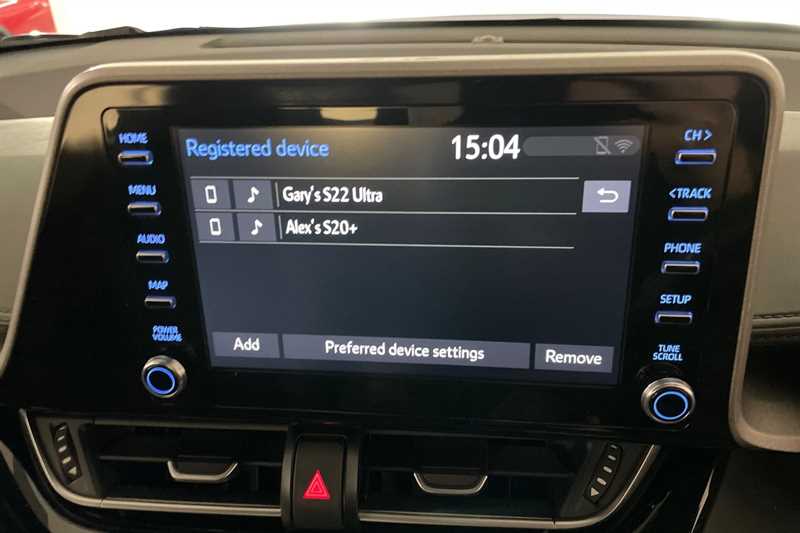 HOME
MENU
AUDIO
MAP
POWER
VOLUME
Registered device
15:04
Gary's S22 Ultra
Alex's S20+
Add
Preferred device settings
Remove
CH >
< TRACK
PHONE
SETUP
TUNE
SCROLL